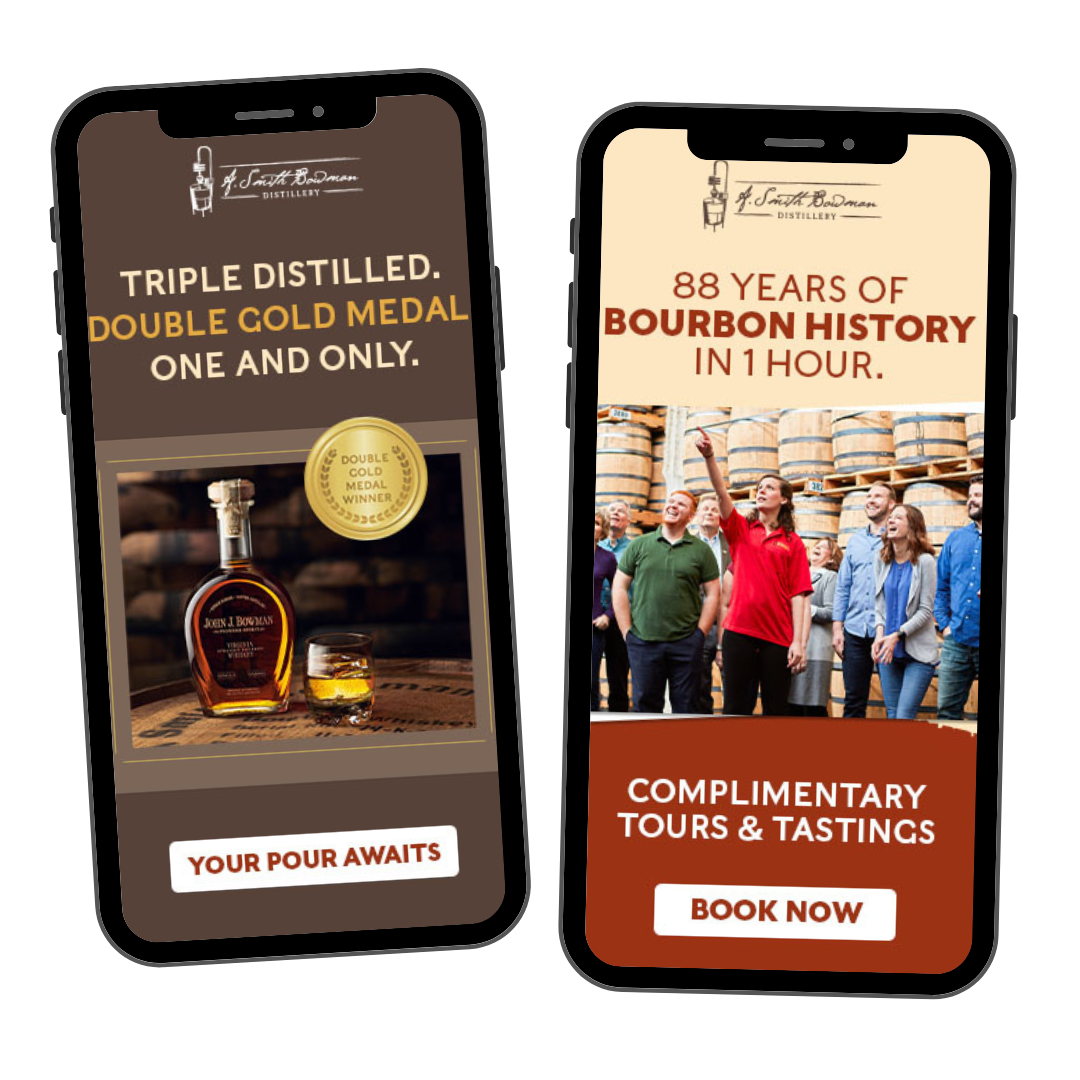 A. Smith Bowman
DISTILLERY
TRIPLE DISTILLED.
DOUBLE GOLD MEDAL
ONE AND ONLY.
DOUBLE
GOLD
MEDAL
WINNER
JOHN J. BOWMAN
VIRGINIA
STRAIGHT BOURBON
WHISKEY
YOUR POUR AWAITS
A. Smith Bowman
DISTILLERY
88 YEARS OF
BOURBON HISTORY
IN 1 HOUR.
COMPLIMENTARY
TOURS & TASTINGS
BOOK NOW